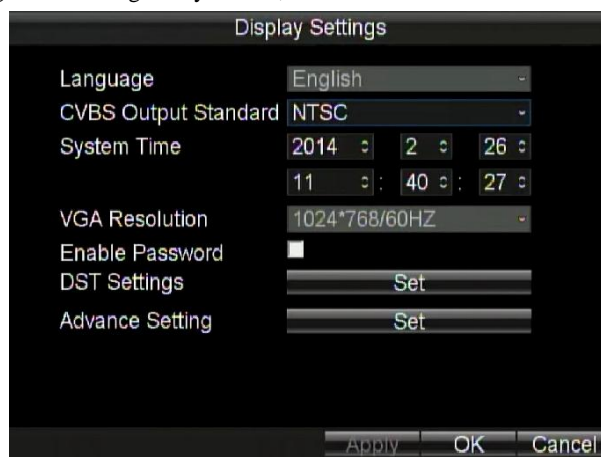 Display Settings
Language English
CVBS Output Standard NTSC
System Time 2014 2 26
11 : 40 : 27
VGA Resolution 1024*768/60HZ
Enable Password
DST Settings Set
Advance Setting Set
Apply OK Cancel